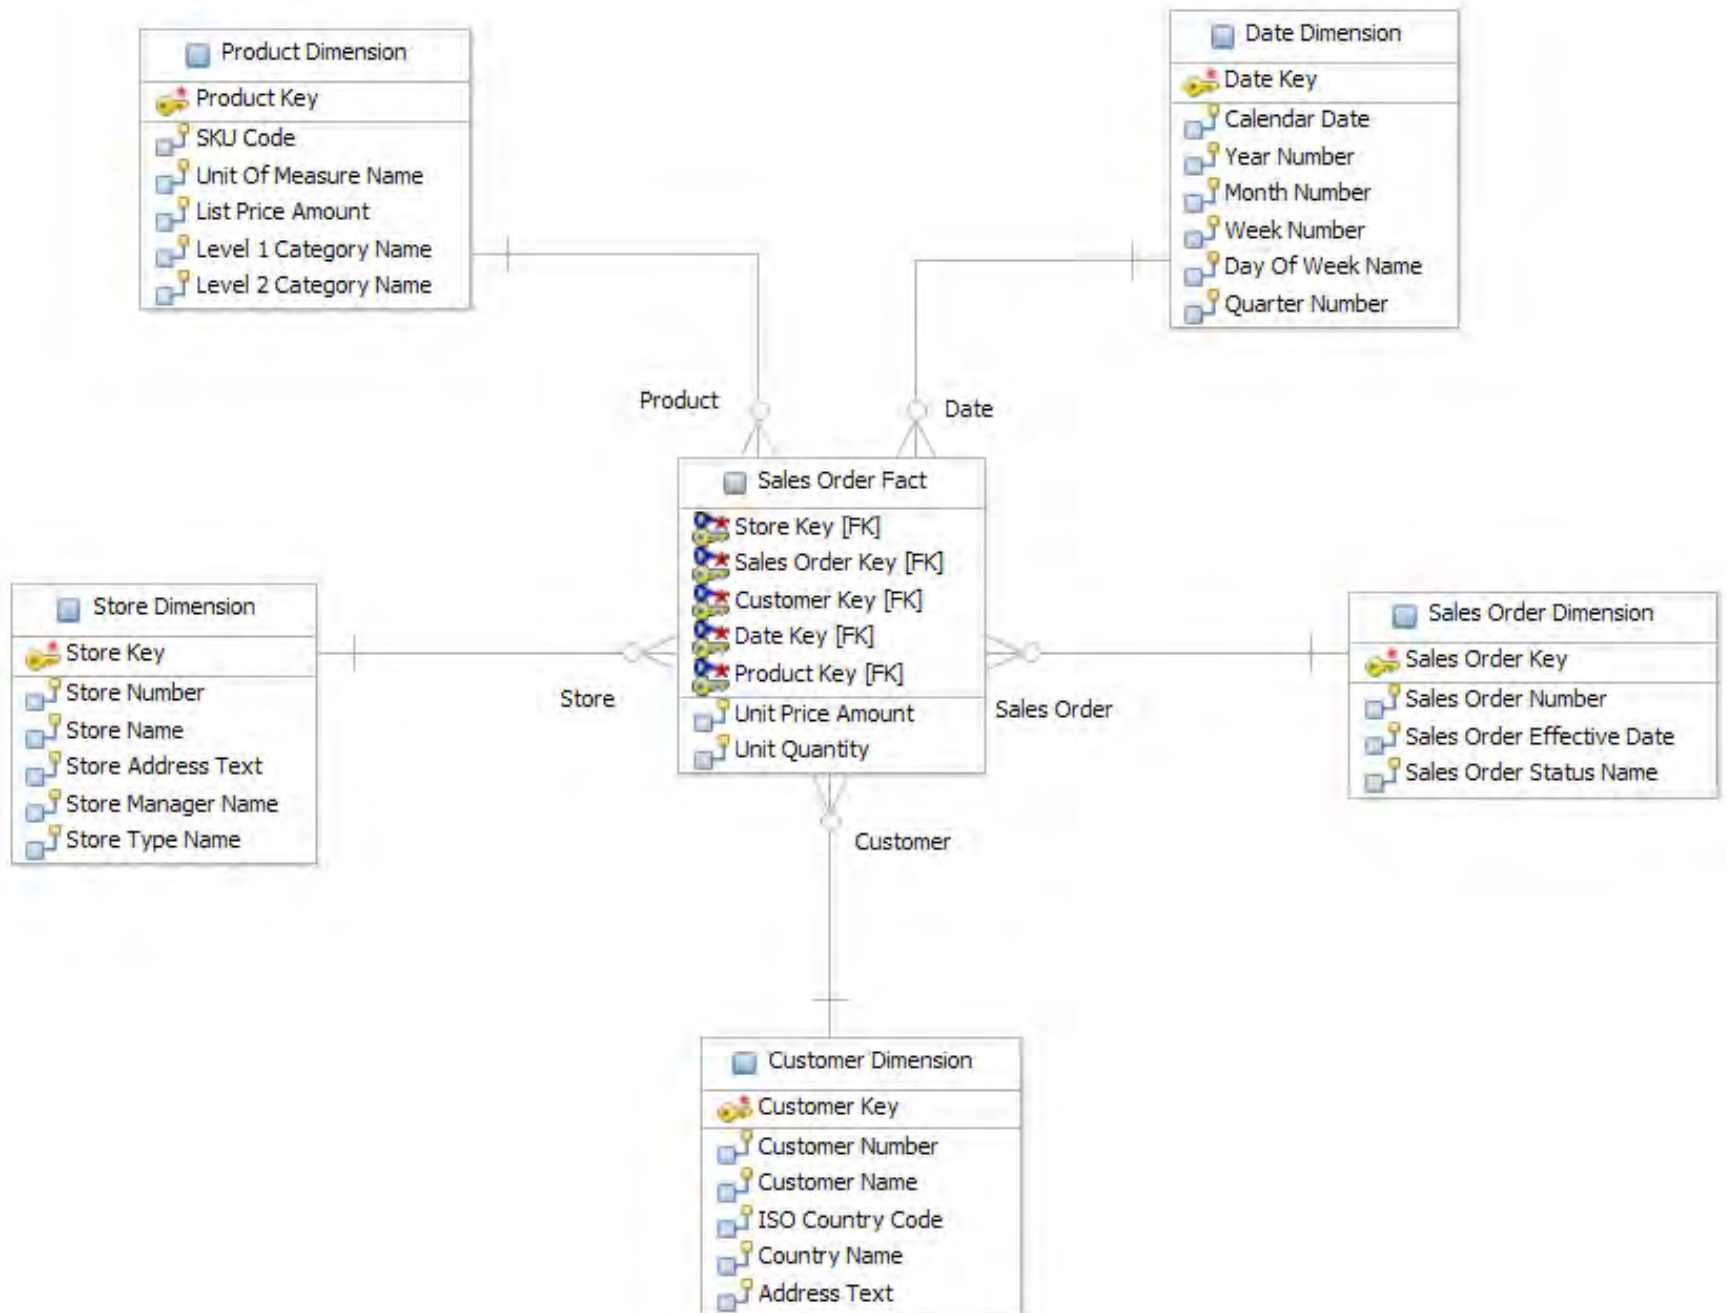 Product Dimension
Product Key
SKU Code
Unit Of Measure Name
List Price Amount
Level 1 Category Name
Level 2 Category Name
Date Dimension
Date Key
Calendar Date
Year Number
Month Number
Week Number
Day Of Week Name
Quarter Number
Product
Date
Sales Order Fact
Store Key [FK]
Sales Order Key [FK]
Customer Key [FK]
Date Key [FK]
Product Key [FK]
Unit Price Amount
Unit Quantity
Store Dimension
Store Key
Store Number
Store Name
Store Address Text
Store Manager Name
Store Type Name
Store
Sales Order
Sales Order Dimension
Sales Order Key
Sales Order Number
Sales Order Effective Date
Sales Order Status Name
Customer
Customer Dimension
Customer Key
Customer Number
Customer Name
ISO Country Code
Country Name
Address Text